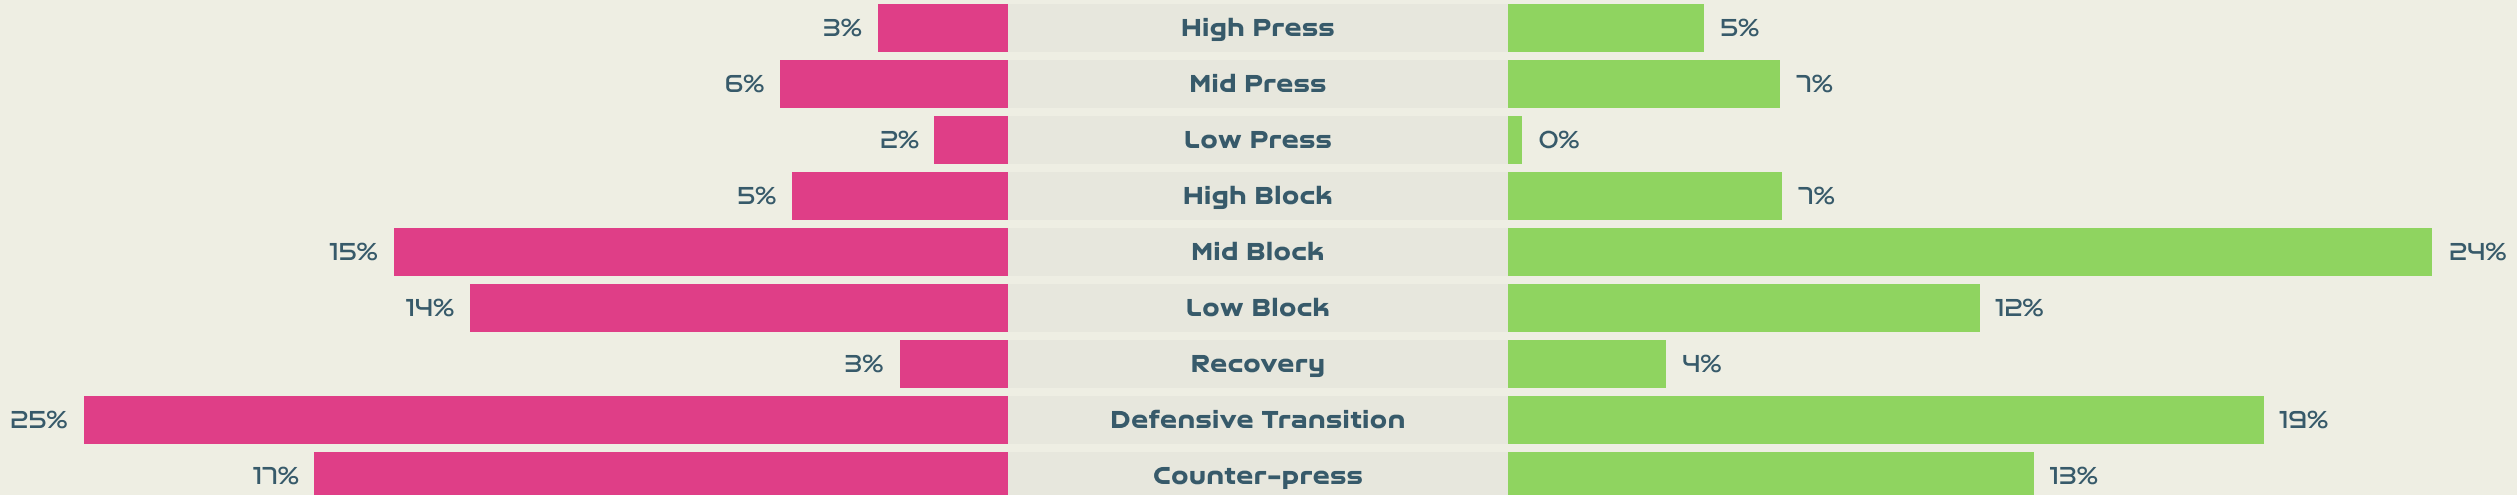 3% High Press 5%
6% Mid Press 7%
2% Low Press 0%
5% High Block 7%
15% Mid Block 24%
14% Low Block 12%
3% Recovery 4%
25% Defensive Transition 19%
17% Counter-press 13%